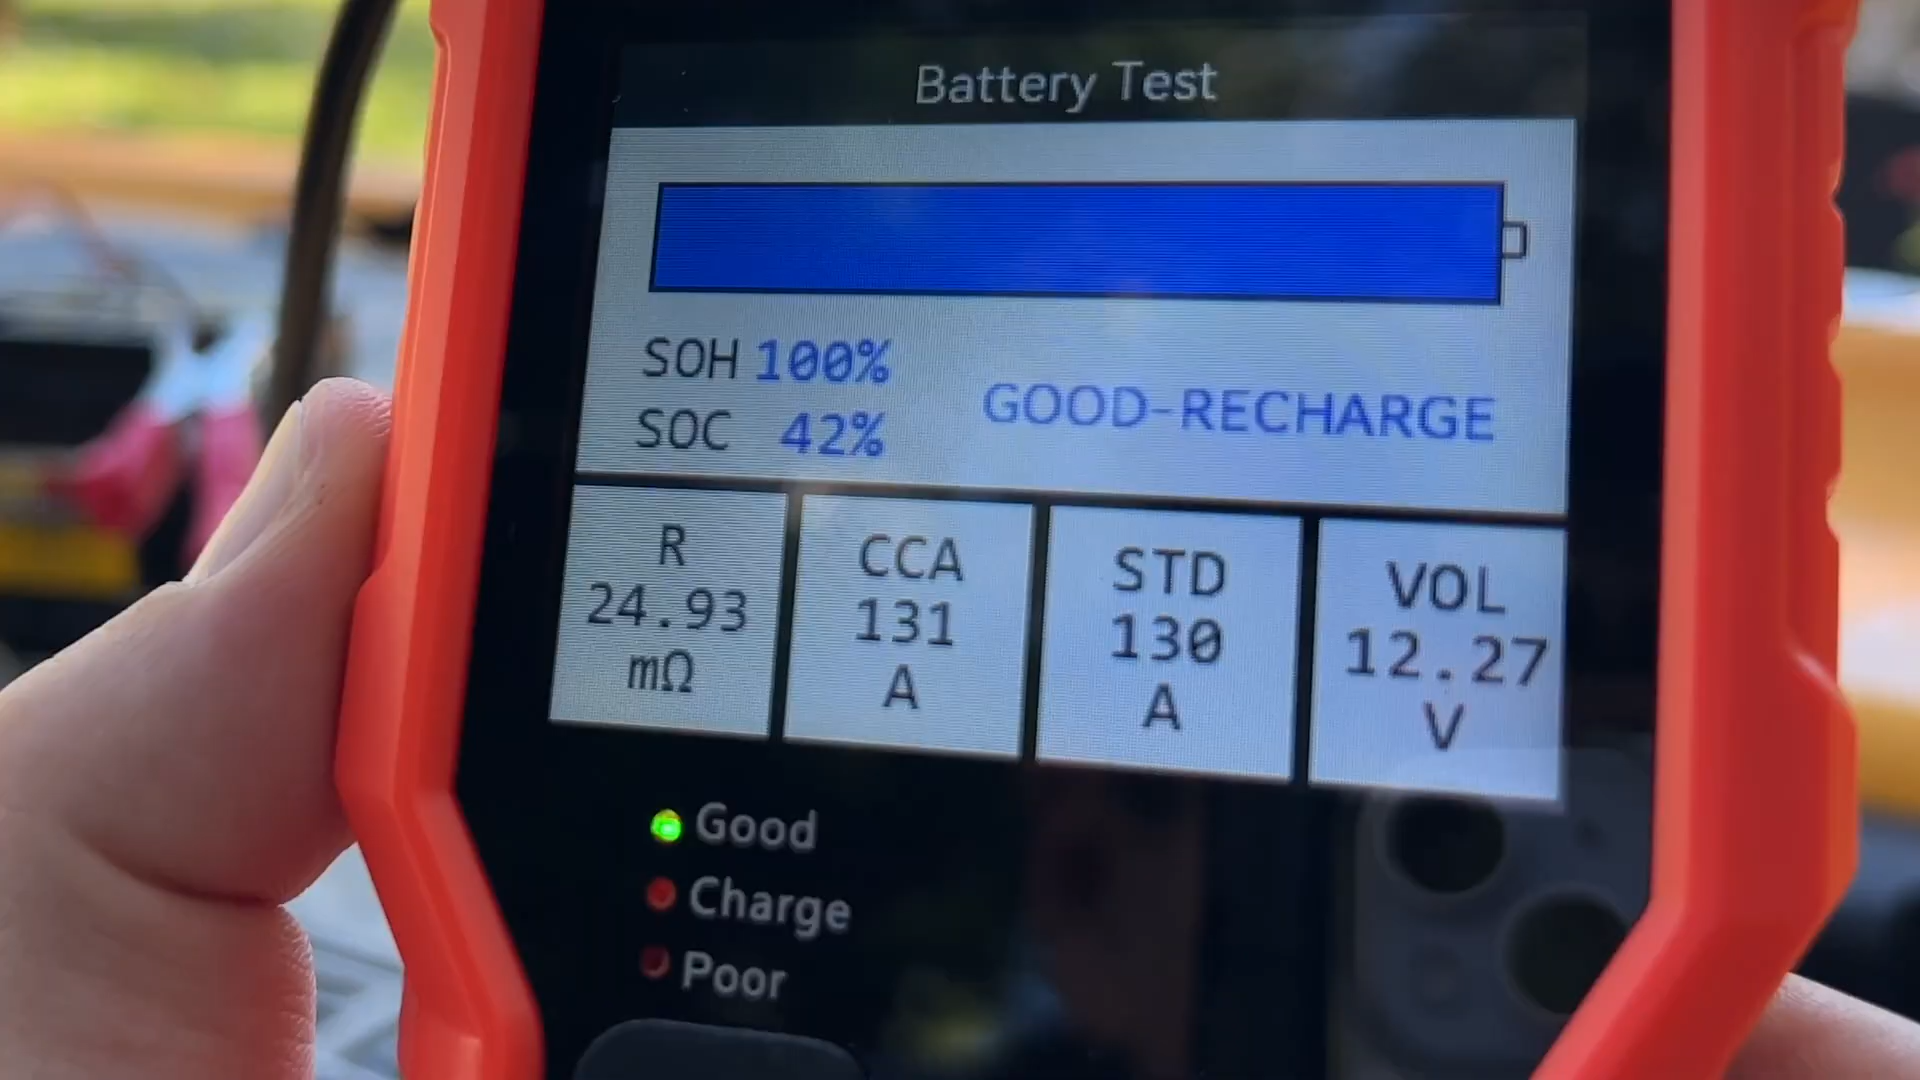 Battery Test
SOH 100%
SOC 42%
GOOD-RECHARGE
R
24.93
mΩ
CCA
131
A
STD
130
A
VOL
12.27
V
Good
Charge
Poor